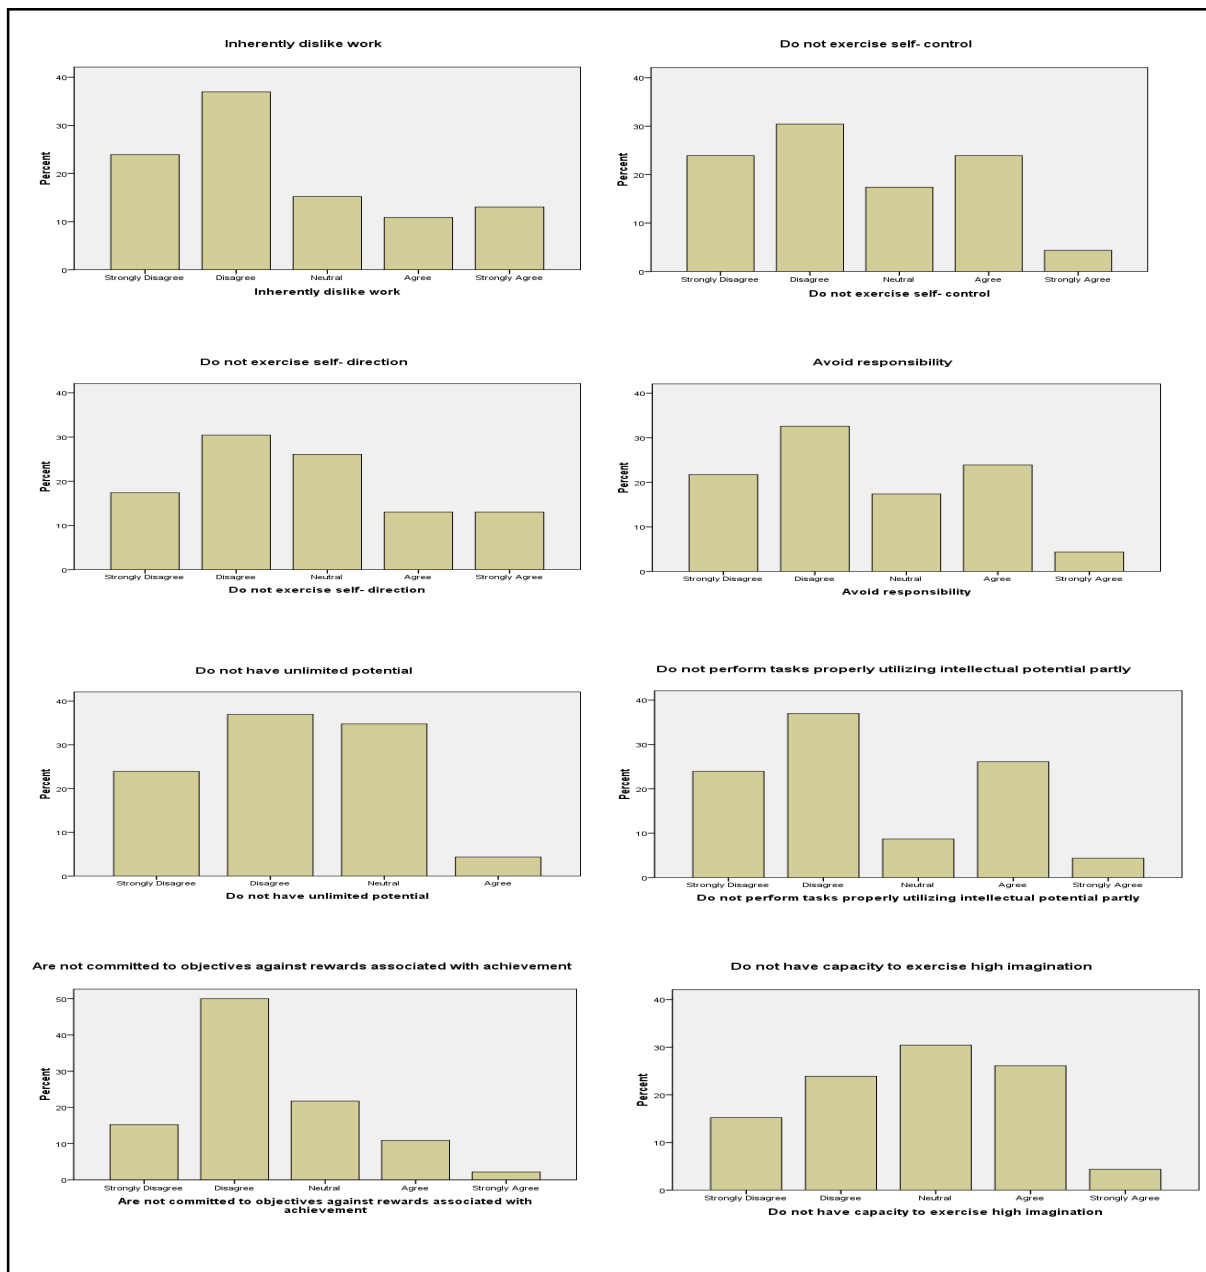 Inherently dislike work
40
30
20
10
0
Percent
Strongly Disagree Disagree Neutral Agree Strongly Agree
Inherently dislike work
Do not exercise self- control
40
30
20
10
0
Percent
Strongly Disagree Disagree Neutral Agree Strongly Agree
Do not exercise self- control
Do not exercise self- direction
40
30
20
10
0
Percent
Strongly Disagree Disagree Neutral Agree Strongly Agree
Do not exercise self- direction
Avoid responsibility
40
30
20
10
0
Percent
Strongly Disagree Disagree Neutral Agree Strongly Agree
Avoid responsibility
Do not have unlimited potential
40
30
20
10
0
Percent
Strongly Disagree Disagree Neutral Agree
Do not have unlimited potential
Do not perform tasks properly utilizing intellectual potential partly
40
30
20
10
0
Percent
Strongly Disagree Disagree Neutral Agree Strongly Agree
Do not perform tasks properly utilizing intellectual potential partly
Are not committed to objectives against rewards associated with achievement
50
40
30
20
10
0
Percent
Strongly Disagree Disagree Neutral Agree Strongly Agree
Are not committed to objectives against rewards associated with
achievement
Do not have capacity to exercise high imagination
40
30
20
10
0
Percent
Strongly Disagree Disagree Neutral Agree Strongly Agree
Do not have capacity to exercise high imagination